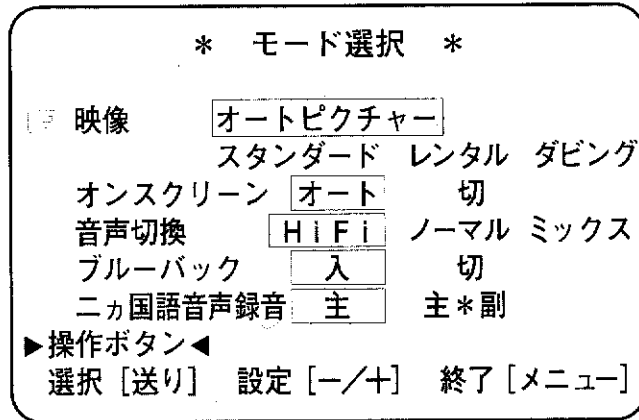 * モード選択 *
映像 オートピクチャー
スタンダード レンタル ダビング
オンスクリーン オート 切
音声切換 HiFi ノーマル ミックス
ブルーバック 入 切
二ヵ国語音声録音 主 主*副
▶操作ボタン◀
選択[送り] 設定[ー/+] 終了[メニュー]